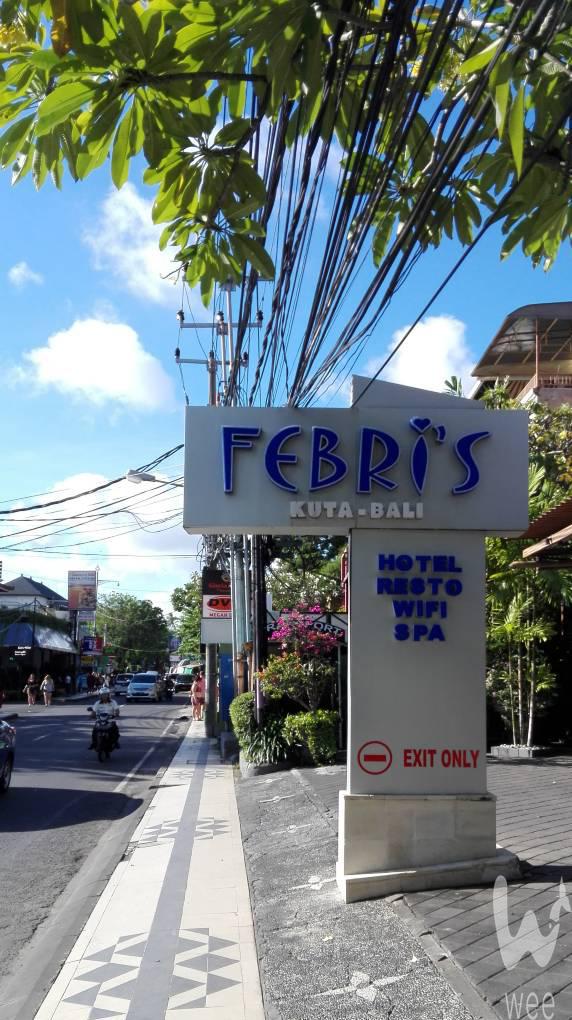 FEBRI'S
KUTA - BALI
HOTEL
RESTO
WIFI
SPA
EXIT ONLY
wee